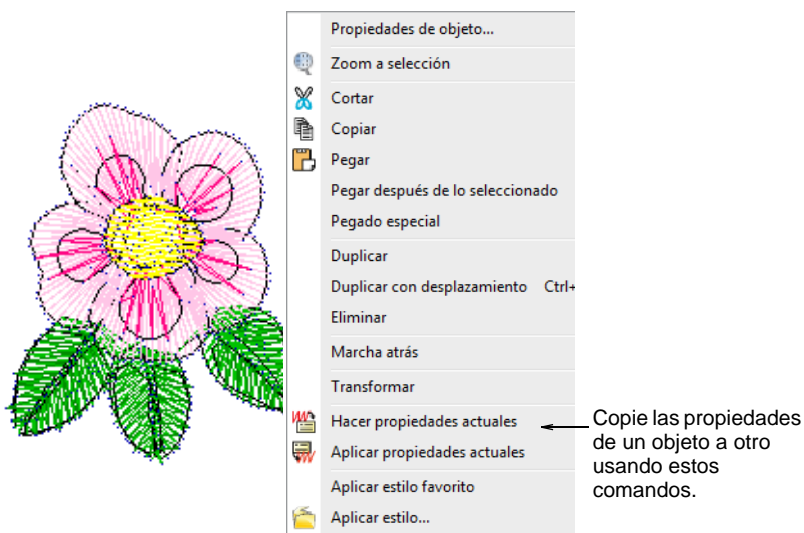 Propiedades de objeto...
Zoom a selección
Cortar
Copiar
Pegar
Pegar después de lo seleccionado
Pegado especial
Duplicar
Duplicar con desplazamiento Ctrl+
Eliminar
Marcha atrás
Transformar
Hacer propiedades actuales
Aplicar propiedades actuales
Aplicar estilo favorito
Aplicar estilo...
Copie las propiedades
de un objeto a otro
usando estos
comandos.